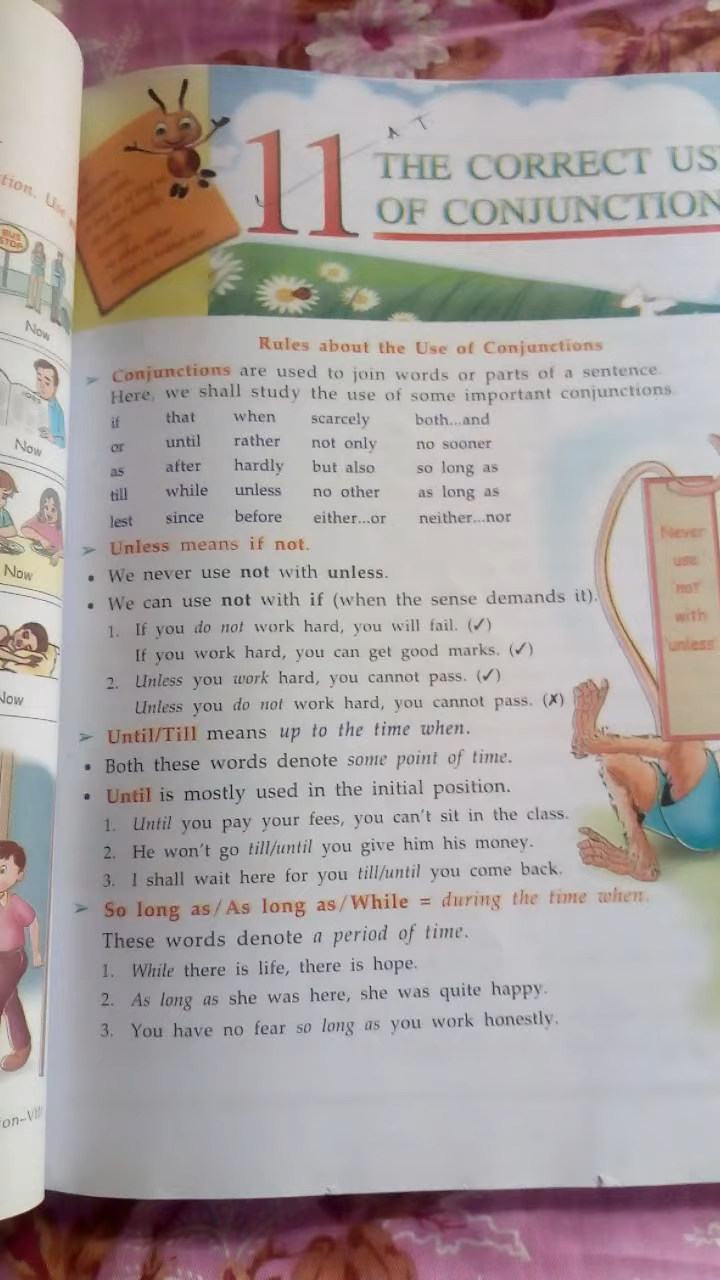 tion. Use
BUS
STOP
Now
Now
Now
Now
ion–VII
A T
11
THE CORRECT US
OF CONJUNCTION
Rules about the Use of Conjunctions
➢ Conjunctions are used to join words or parts of a sentence.
Here, we shall study the use of some important conjunctions.
if that when scarcely both...and
or until rather not only no sooner
as after hardly but also so long as
till while unless no other as long as
lest since before either...or neither...nor
➢ Unless means if not.
• We never use not with unless.
• We can use not with if (when the sense demands it).
1. If you do not work hard, you will fail. (✓)
If you work hard, you can get good marks. (✓)
2. Unless you work hard, you cannot pass. (✓)
Unless you do not work hard, you cannot pass. (✗)
➢ Until/Till means up to the time when.
• Both these words denote some point of time.
• Until is mostly used in the initial position.
1. Until you pay your fees, you can't sit in the class.
2. He won't go till/until you give him his money.
3. I shall wait here for you till/until you come back.
➢ So long as/As long as/While = during the time when.
These words denote a period of time.
1. While there is life, there is hope.
2. As long as she was here, she was quite happy.
3. You have no fear so long as you work honestly.
Never
use
'not'
with
'unless'